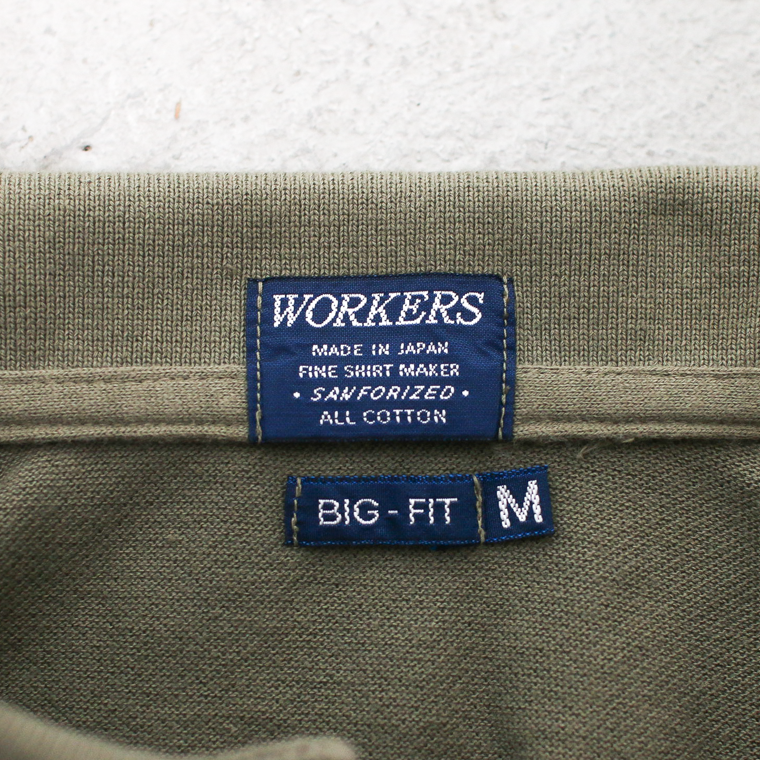 WORKERS
MADE IN JAPAN
FINE SHIRT MAKER
• SANFORIZED •
ALL COTTON
BIG - FIT M